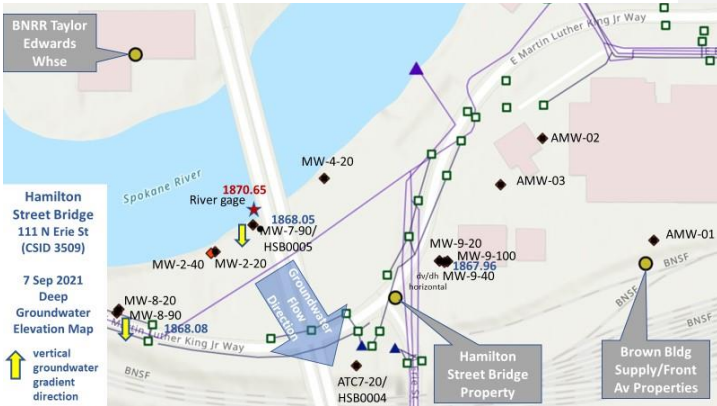 BNRR Taylor
Edwards
Whse
E Martin Luther King Jr Way
AMW-02
MW-4-20
AMW-03
Spokane River
1870.65
River gage
1868.05
MW-7-90/
HSB0005
AMW-01
MW-2-40
MW-2-20
MW-9-20
MW-9-100
1867.96
MW-9-40
dv/dh
horizontal
BNSF
BNSF
Hamilton
Street Bridge
111 N Erie St
(CSID 3509)
7 Sep 2021
Deep
Groundwater
Elevation Map
vertical
groundwater
gradient
direction
MW-8-20
MW-8-90
1868.08
Martin Luther King Jr Way
Groundwater
Flow
Direction
BNSF
ATC7-20/
HSB0004
Hamilton
Street Bridge
Property
Brown Bldg
Supply/Front
Av Properties